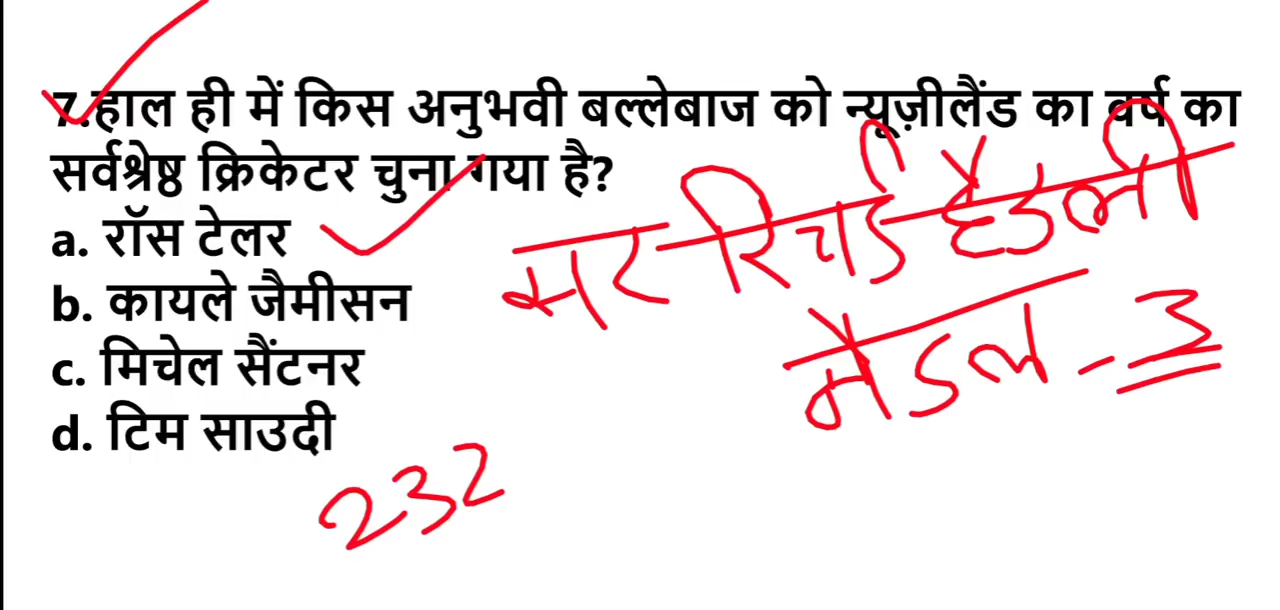 7.हाल ही में किस अनुभवी बल्लेबाज को न्यूज़ीलैंड का वर्ष का
सर्वश्रेष्ठ क्रिकेटर चुना गया है?
a. रॉस टेलर
b. कायले जैमीसन
c. मिचेल सैंटनर
d. टिम साउदी
सर रिचर्ड हैडली
मैडल - 3
232